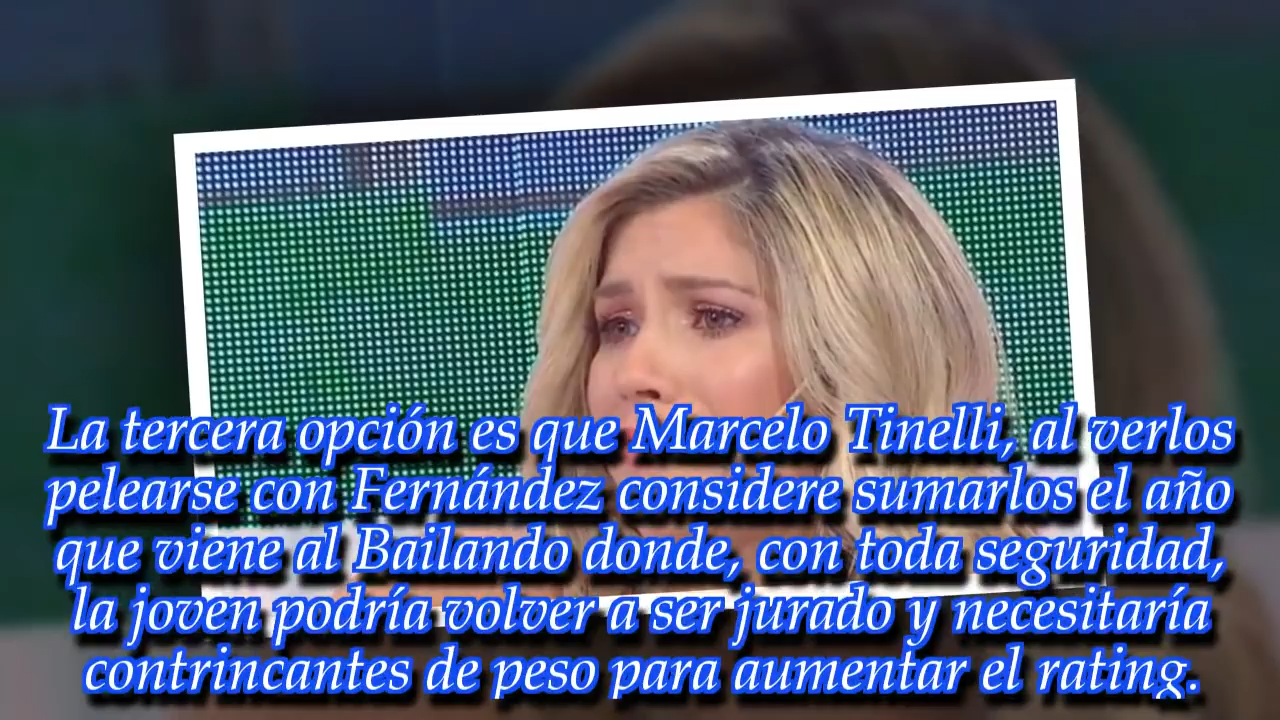 La tercera opción es que Marcelo Tinelli, al verlos
pelearse con Fernández considere sumarlos el año
que viene al Bailando donde, con toda seguridad,
la joven podría volver a ser jurado y necesitaría
contrincantes de peso para aumentar el rating.